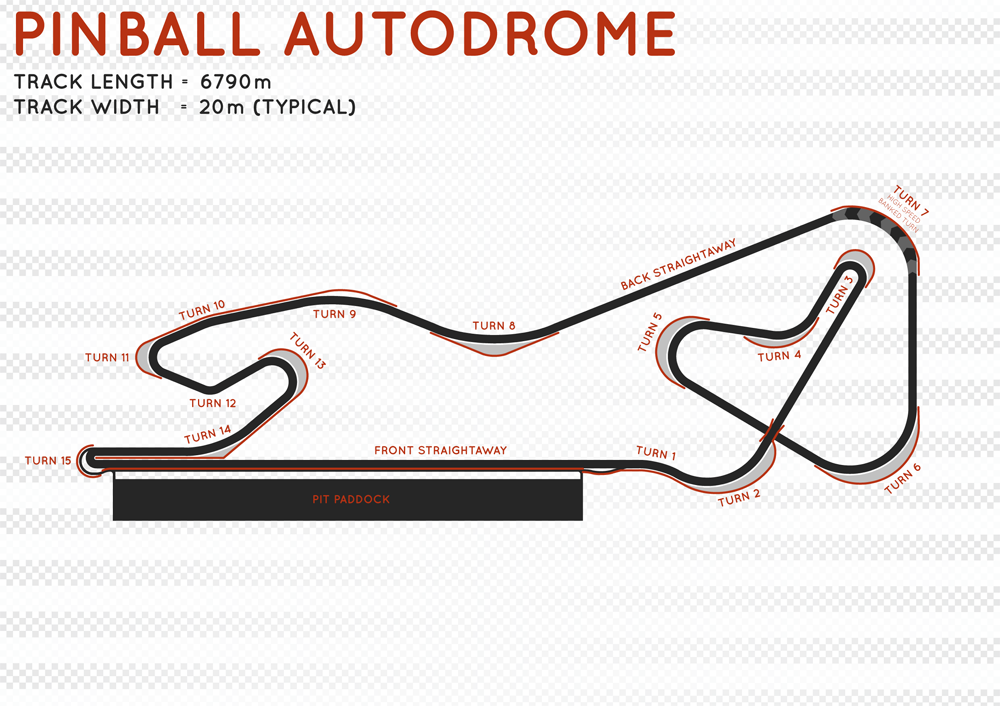 PINBALL AUTODROME
TRACK LENGTH = 6790m
TRACK WIDTH = 20m (TYPICAL)
TURN 7
HIGH SPEED
BANKED TURN
BACK STRAIGHTAWAY
TURN 3
TURN 10
TURN 9
TURN 8
TURN 5
TURN 4
TURN 11
TURN 13
TURN 12
TURN 14
FRONT STRAIGHTAWAY
TURN 1
TURN 15
TURN 6
TURN 2
PIT PADDOCK